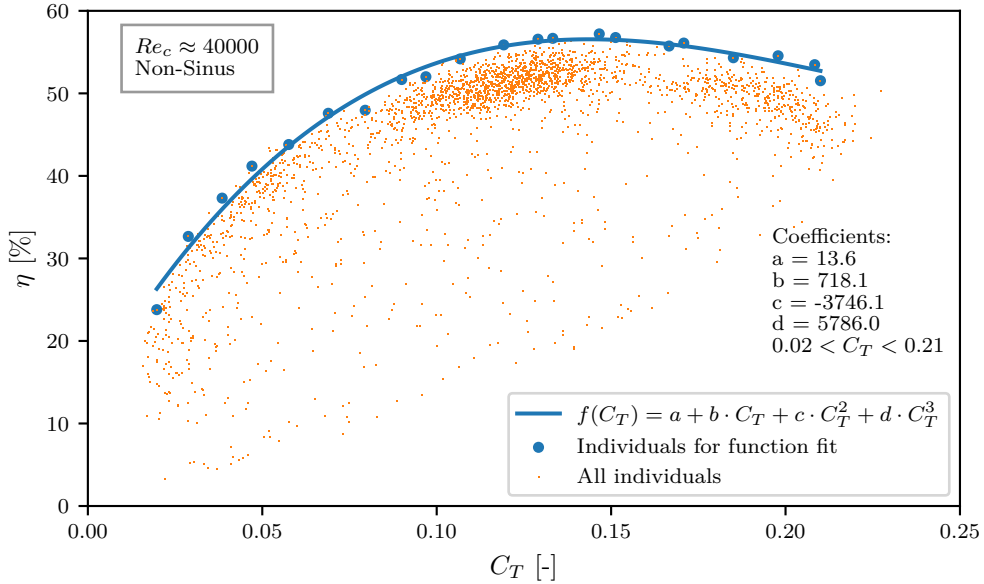 60
50
40
30
20
10
0
η [%]
Re_c ≈ 40000
Non-Sinus
Coefficients:
a = 13.6
b = 718.1
c = -3746.1
d = 5786.0
0.02 < C_T < 0.21
f(C_T) = a + b · C_T + c · C_T^2 + d · C_T^3
Individuals for function fit
All individuals
0.00 0.05 0.10 0.15 0.20 0.25
C_T [-]